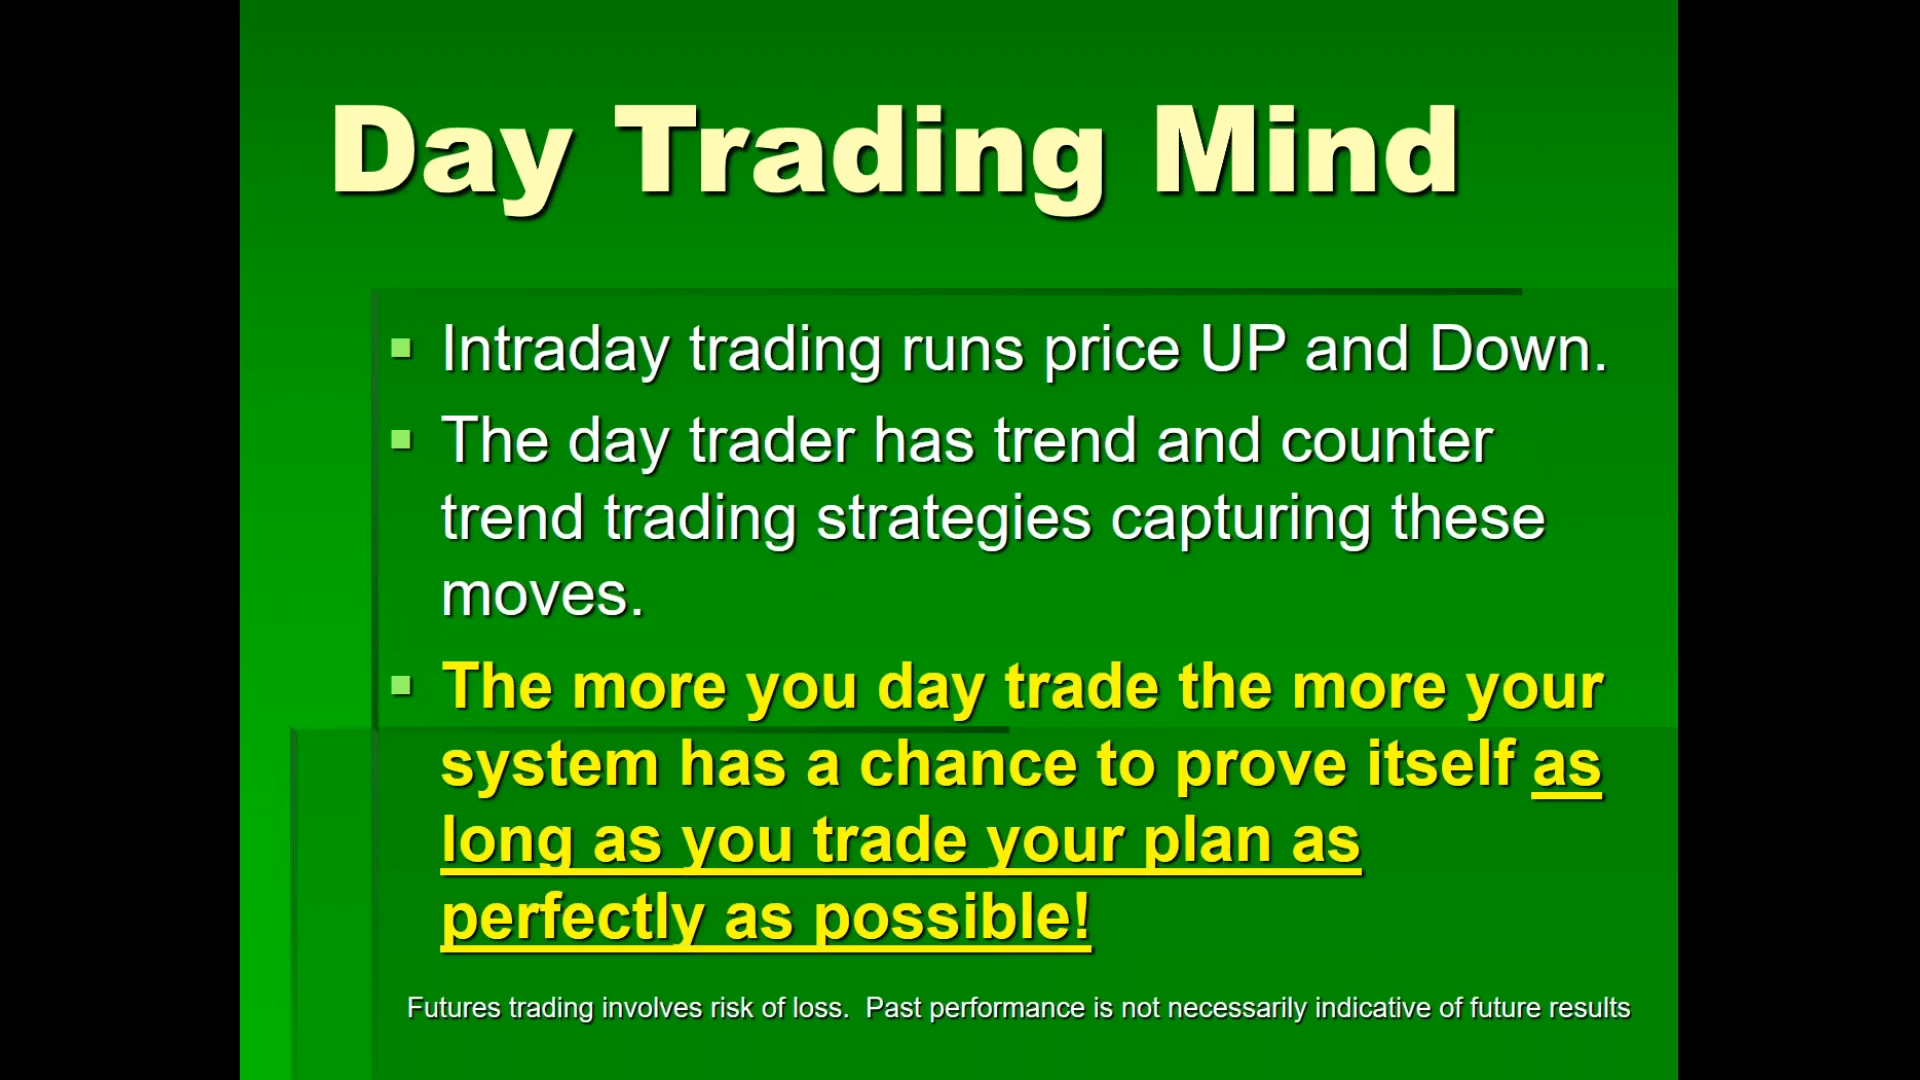 Day Trading Mind
Intraday trading runs price UP and Down.
The day trader has trend and counter
trend trading strategies capturing these
moves.
The more you day trade the more your
system has a chance to prove itself as
long as you trade your plan as
perfectly as possible!
Futures trading involves risk of loss.  Past performance is not necessarily indicative of future results